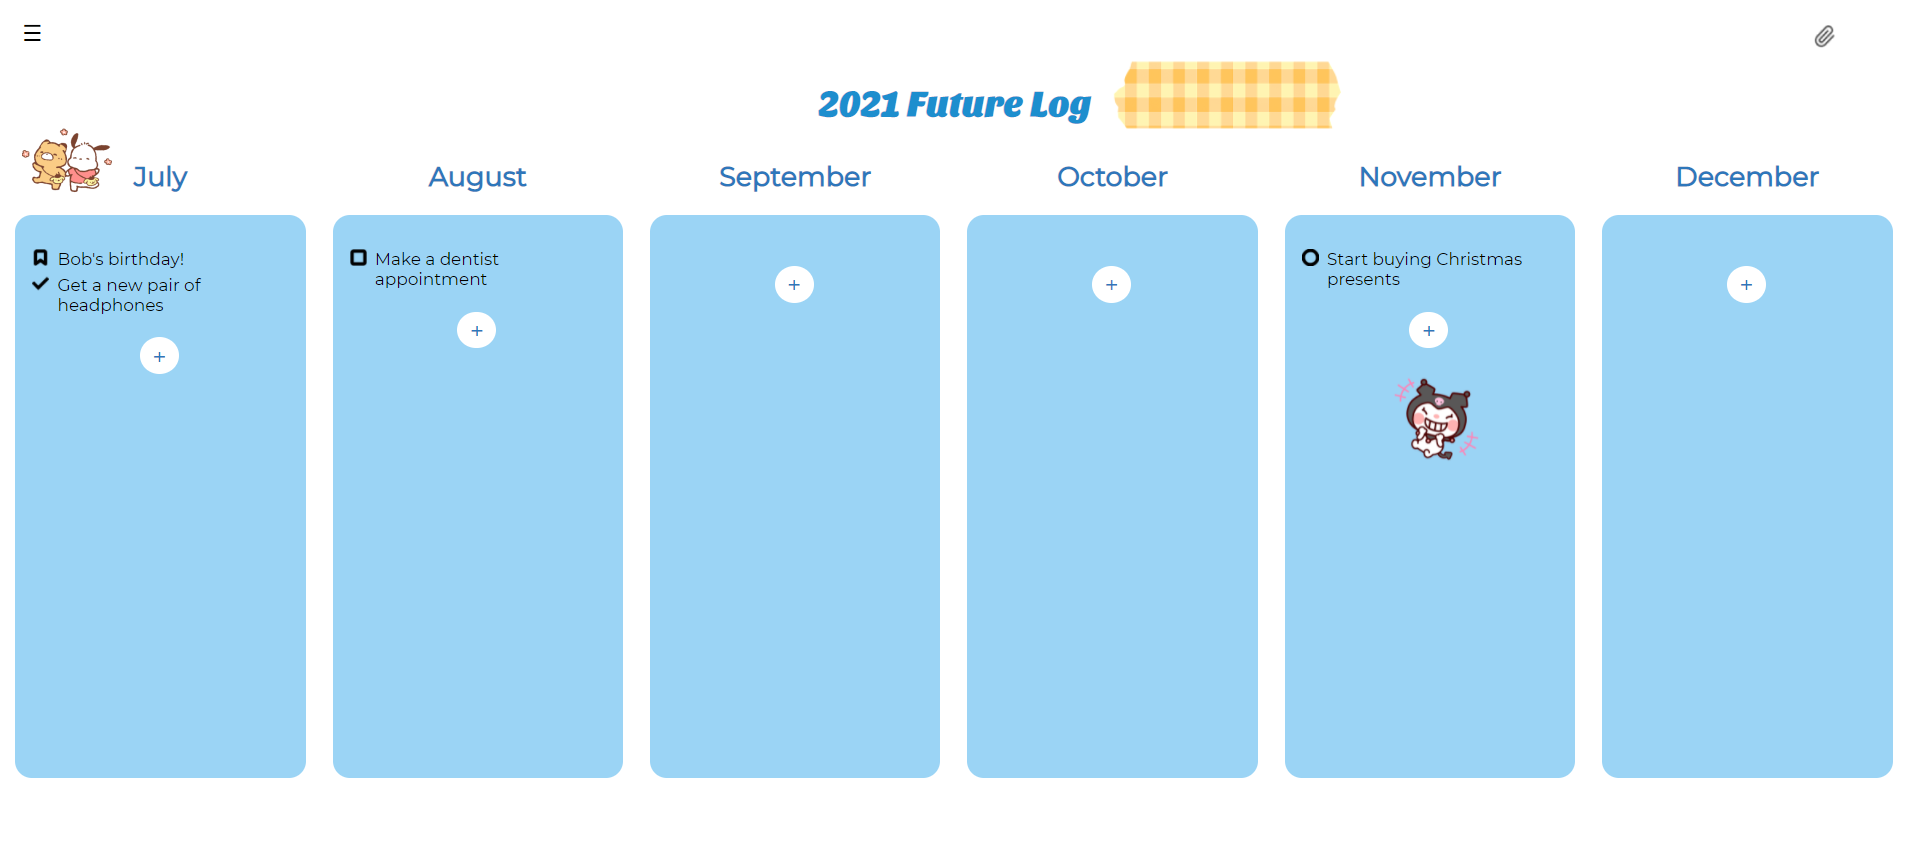 ☰
2021 Future Log
July
August
September
October
November
December
Bob's birthday!
Get a new pair of
headphones
+
Make a dentist
appointment
+
+
+
Start buying Christmas
presents
+
+